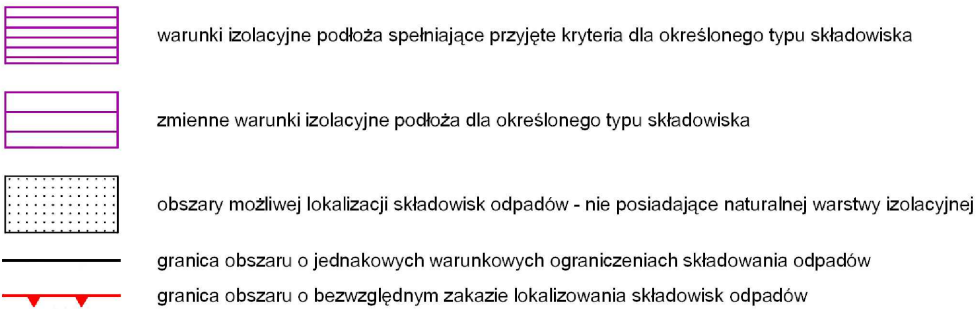 warunki izolacyjne podłoża spełniające przyjęte kryteria dla określonego typu składowiska
zmienne warunki izolacyjne podłoża dla określonego typu składowiska
obszary możliwej lokalizacji składowisk odpadów - nie posiadające naturalnej warstwy izolacyjnej
granica obszaru o jednakowych warunkowych ograniczeniach składowania odpadów
granica obszaru o bezwzględnym zakazie lokalizowania składowisk odpadów